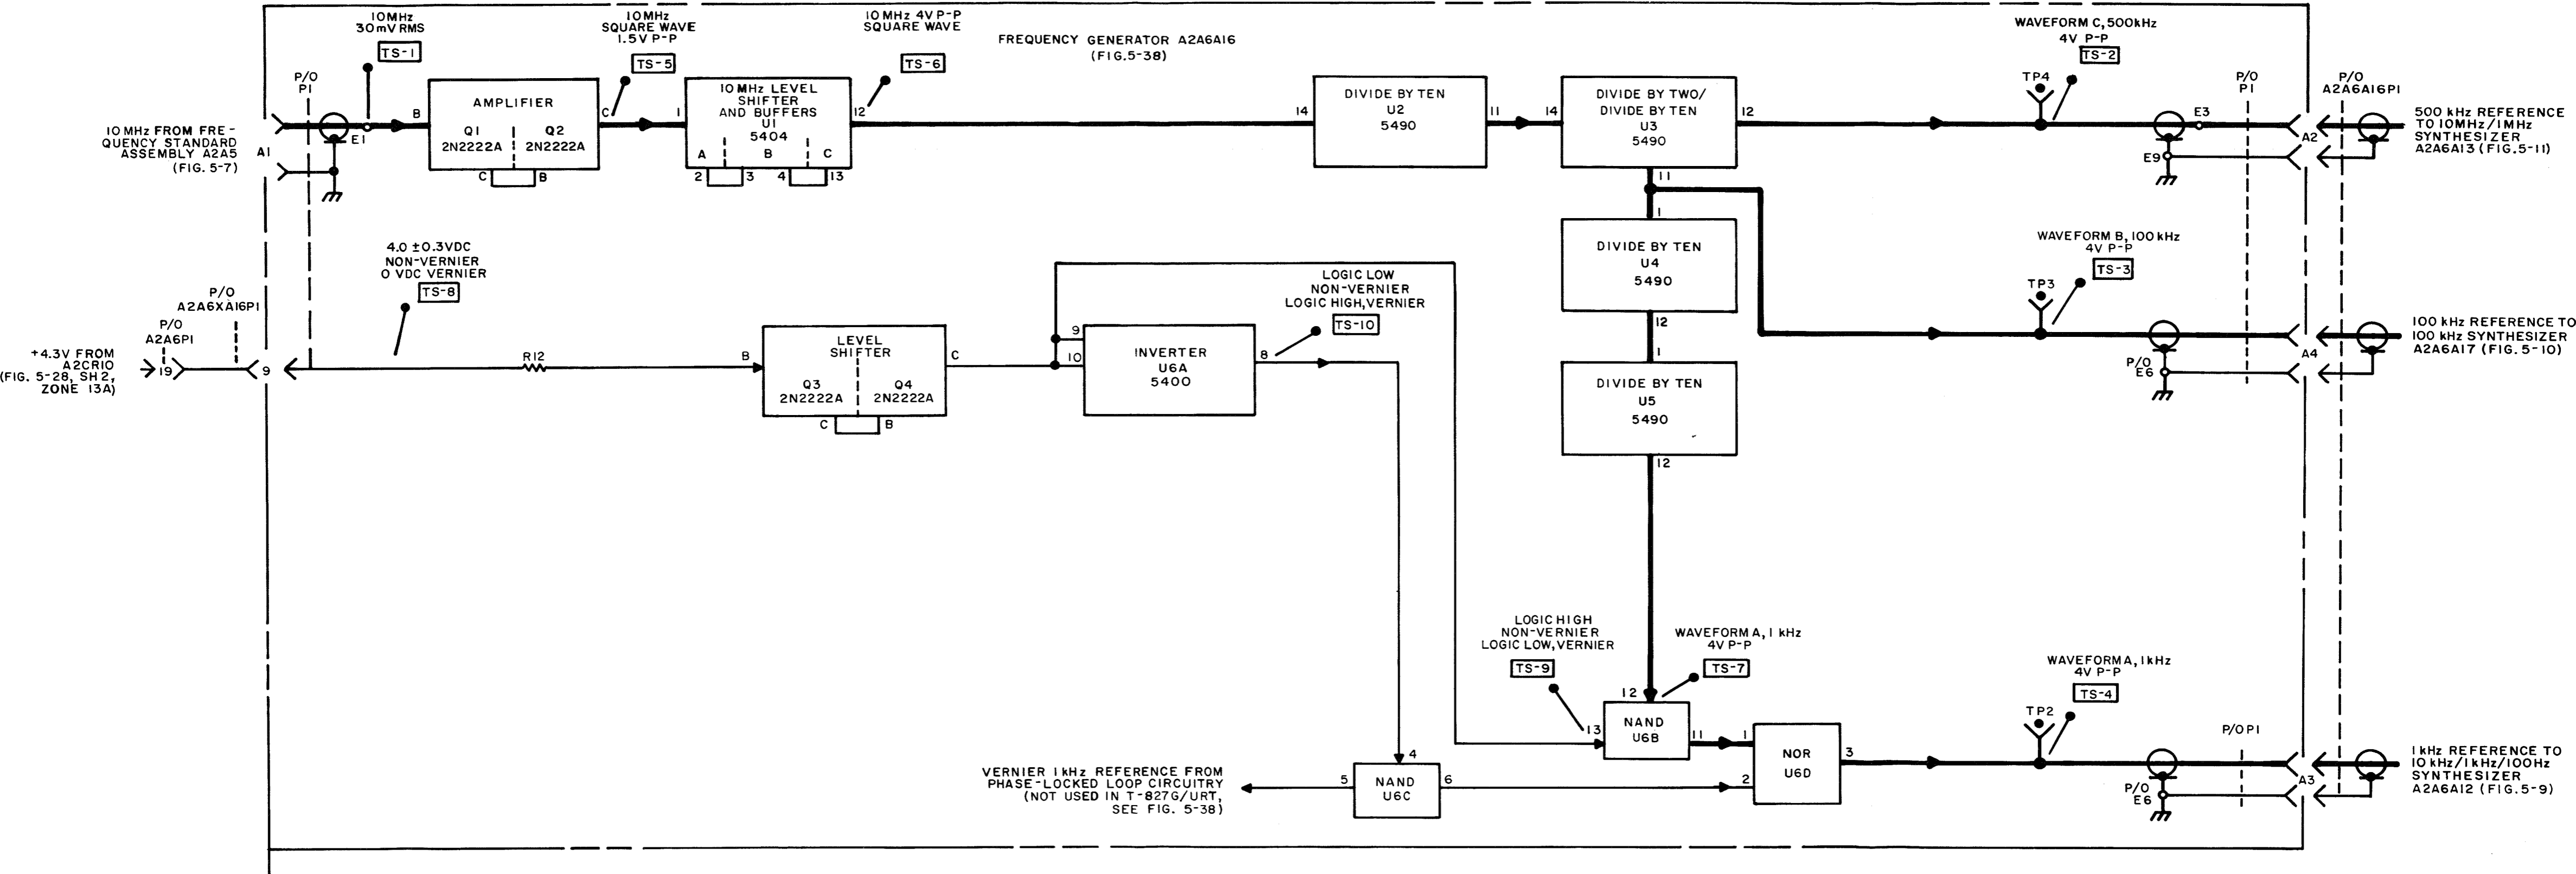 10MHz
30mV RMS
TS-1
P/O
P1
10MHz FROM FRE-
QUENCY STANDARD
ASSEMBLY A2A5
(FIG. 5-7)
A1
E1
B
AMPLIFIER
Q1
2N2222A
Q2
2N2222A
C
B
C
10MHz
SQUARE WAVE
1.5V P-P
TS-5
1
10MHz LEVEL
SHIFTER
AND BUFFERS
U1
5404
A
B
C
2
3
4
13
12
10MHz 4V P-P
SQUARE WAVE
TS-6
FREQUENCY GENERATOR A2A6A16
(FIG.5-38)
14
DIVIDE BY TEN
U2
5490
11
14
DIVIDE BY TWO/
DIVIDE BY TEN
U3
5490
12
11
WAVEFORM C, 500kHz
4V P-P
TS-2
TP4
P/O
P1
P/O
A2A6A16P1
E3
E9
A2
500 kHz REFERENCE
TO 10MHz/1MHz
SYNTHESIZER
A2A6A13 (FIG.5-11)
1
DIVIDE BY TEN
U4
5490
12
WAVEFORM B, 100 kHz
4V P-P
TS-3
TP3
P/O
E6
A4
100 kHz REFERENCE TO
100 kHz SYNTHESIZER
A2A6A17 (FIG.5-10)
1
DIVIDE BY TEN
U5
5490
12
4.0 ±0.3VDC
NON-VERNIER
0 VDC VERNIER
TS-8
P/O
A2A6XA16P1
P/O
A2A6P1
+4.3V FROM
A2CR10
(FIG. 5-28, SH 2,
ZONE 13A)
19
9
R12
B
LEVEL
SHIFTER
Q3
2N2222A
Q4
2N2222A
C
B
C
9
10
INVERTER
U6A
5400
8
LOGIC LOW
NON-VERNIER
LOGIC HIGH, VERNIER
TS-10
LOGIC HIGH
NON-VERNIER
LOGIC LOW, VERNIER
TS-9
WAVEFORM A, 1 kHz
4V P-P
TS-7
12
13
NAND
U6B
11
1
2
NOR
U6D
3
WAVEFORM A, 1kHz
4V P-P
TS-4
TP2
P/O P1
P/O
E6
A3
1 kHz REFERENCE TO
10 kHz/1 kHz/100Hz
SYNTHESIZER
A2A6A12 (FIG.5-9)
VERNIER 1 kHz REFERENCE FROM
PHASE-LOCKED LOOP CIRCUITRY
(NOT USED IN T-827G/URT,
SEE FIG. 5-38)
5
4
NAND
U6C
6